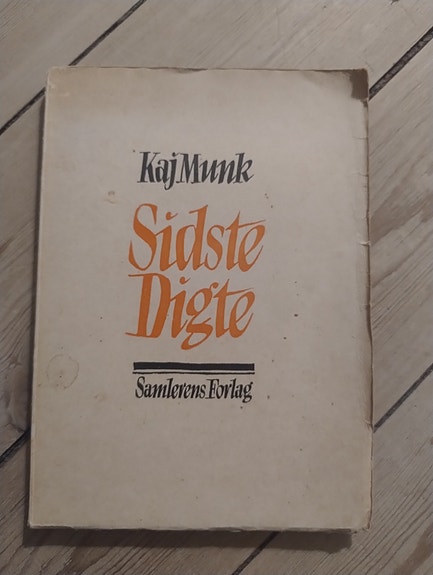 Kaj Munk
Sidste
Digte
Samlerens Forlag